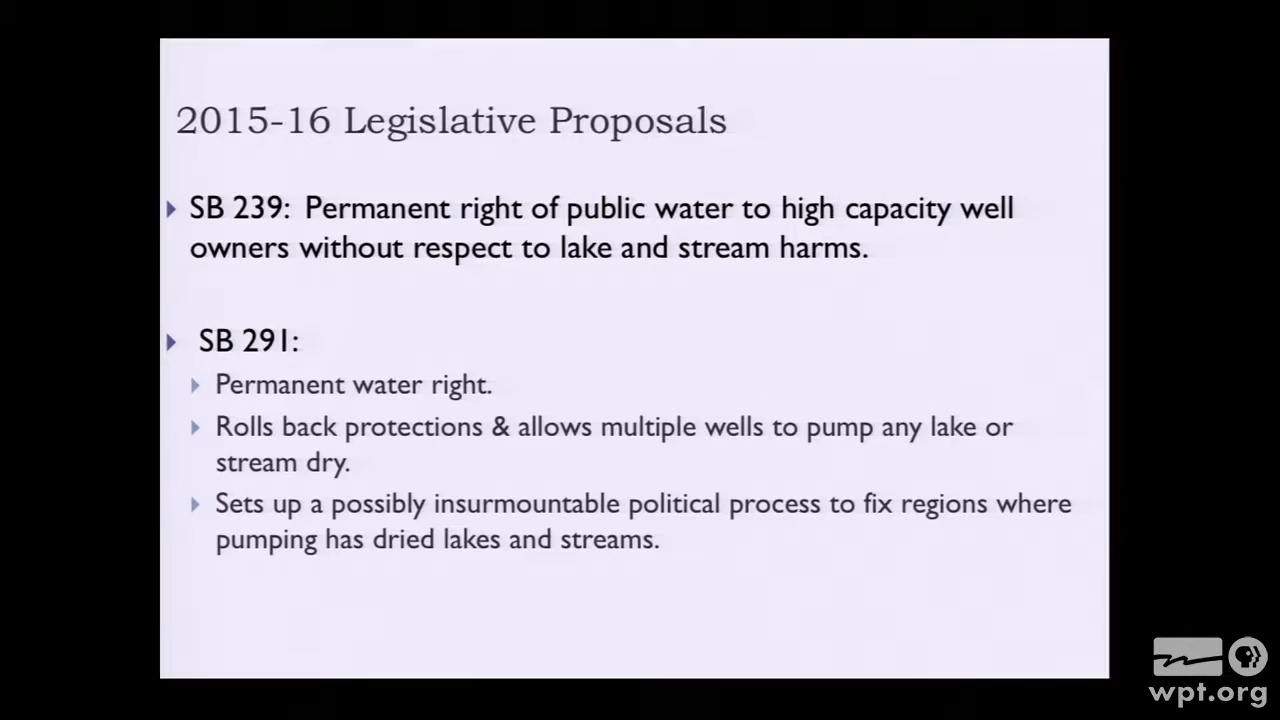 2015-16 Legislative Proposals
SB 239: Permanent right of public water to high capacity well
owners without respect to lake and stream harms.
SB 291:
Permanent water right.
Rolls back protections & allows multiple wells to pump any lake or
stream dry.
Sets up a possibly insurmountable political process to fix regions where
pumping has dried lakes and streams.
wpt.org